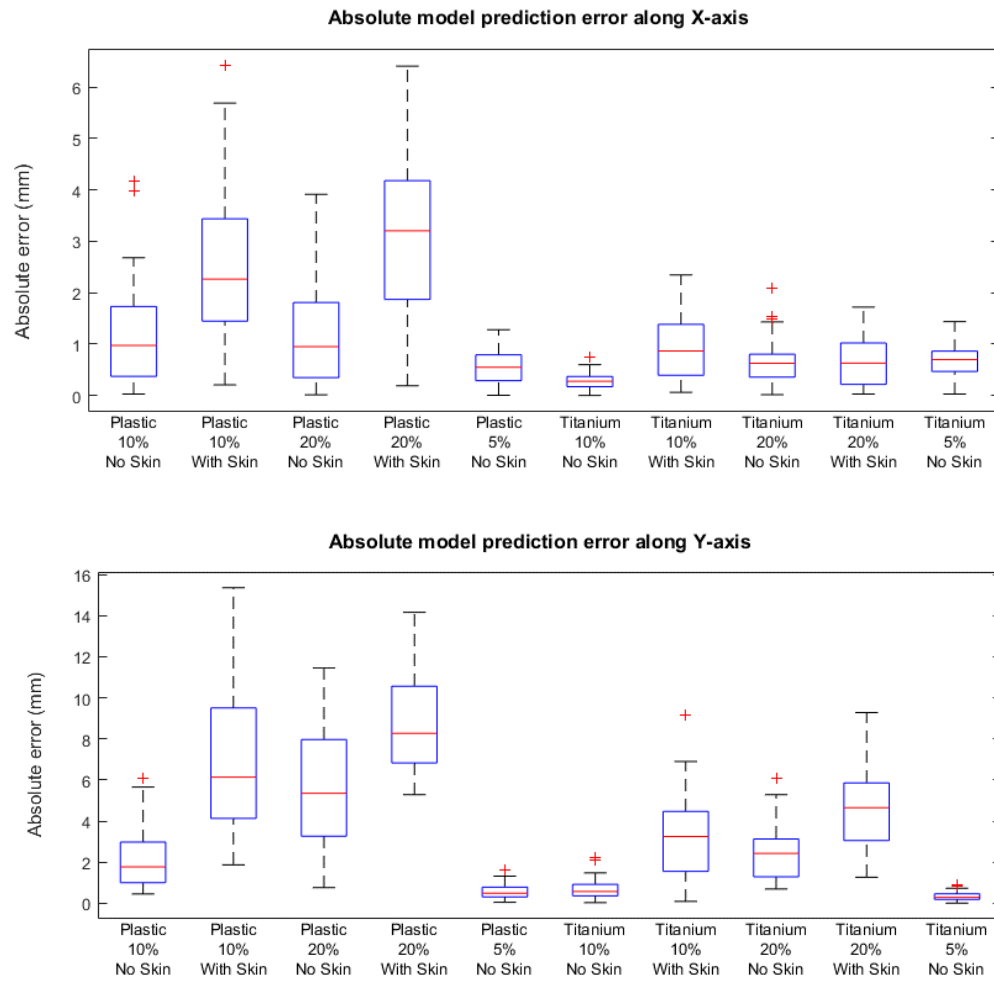 Absolute model prediction error along X-axis
Absolute error (mm)
6
5
4
3
2
1
0
Plastic Plastic Plastic Plastic Plastic Titanium Titanium Titanium Titanium Titanium
10% 10% 20% 20% 5% 10% 10% 20% 20% 5%
No Skin With Skin No Skin With Skin No Skin No Skin With Skin No Skin With Skin No Skin
Absolute model prediction error along Y-axis
Absolute error (mm)
16
14
12
10
8
6
4
2
0
Plastic Plastic Plastic Plastic Plastic Titanium Titanium Titanium Titanium Titanium
10% 10% 20% 20% 5% 10% 10% 20% 20% 5%
No Skin With Skin No Skin With Skin No Skin No Skin With Skin No Skin With Skin No Skin